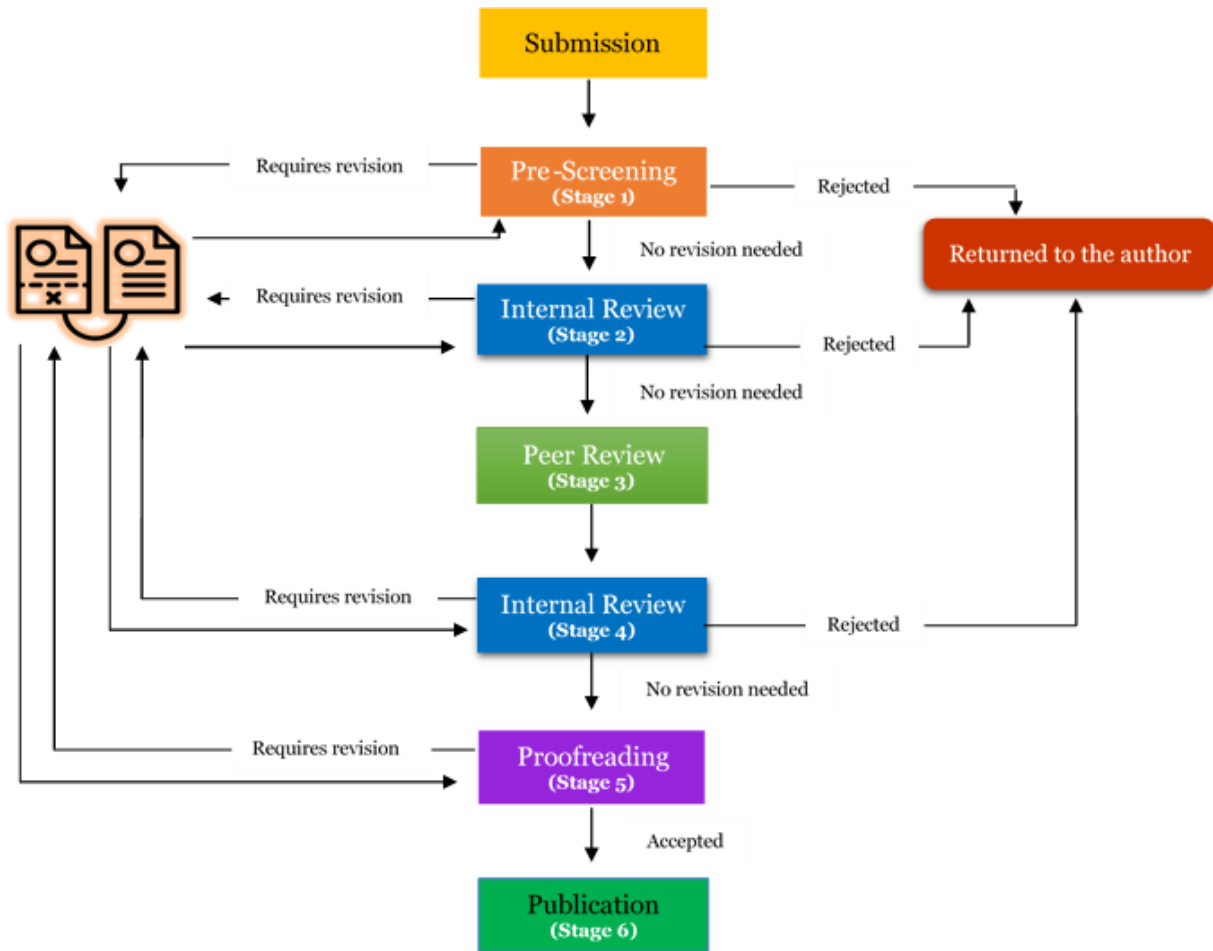 Submission
Requires revision
Pre-Screening
(Stage 1)
Rejected
No revision needed
Returned to the author
Requires revision
Internal Review
(Stage 2)
Rejected
No revision needed
Peer Review
(Stage 3)
Requires revision
Internal Review
(Stage 4)
Rejected
No revision needed
Requires revision
Proofreading
(Stage 5)
Accepted
Publication
(Stage 6)